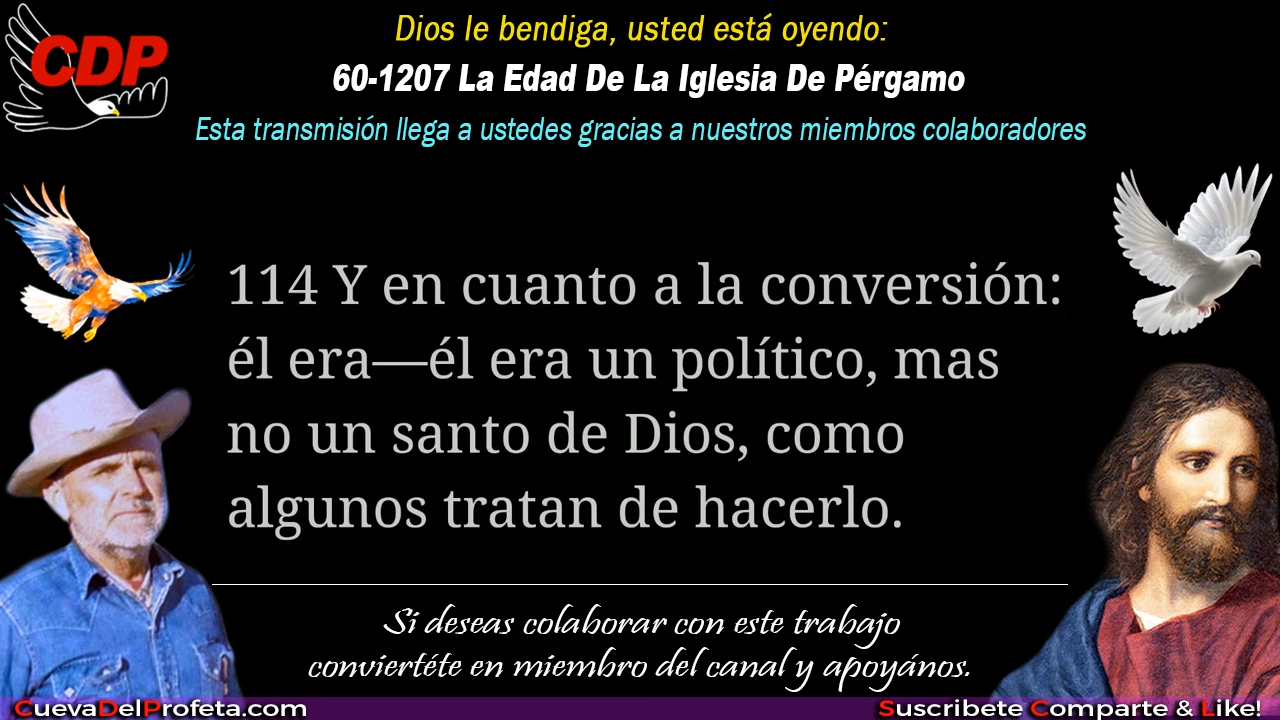 CDP
Dios le bendiga, usted está oyendo:
60-1207 La Edad De La Iglesia De Pérgamo
Esta transmisión llega a ustedes gracias a nuestros miembros colaboradores
114 Y en cuanto a la conversión:
él era—él era un político, mas
no un santo de Dios, como
algunos tratan de hacerlo.
Si deseas colaborar con este trabajo
conviertéte en miembro del canal y apoyános.
CuevaDelProfeta.com
Suscribete Comparte & Like!